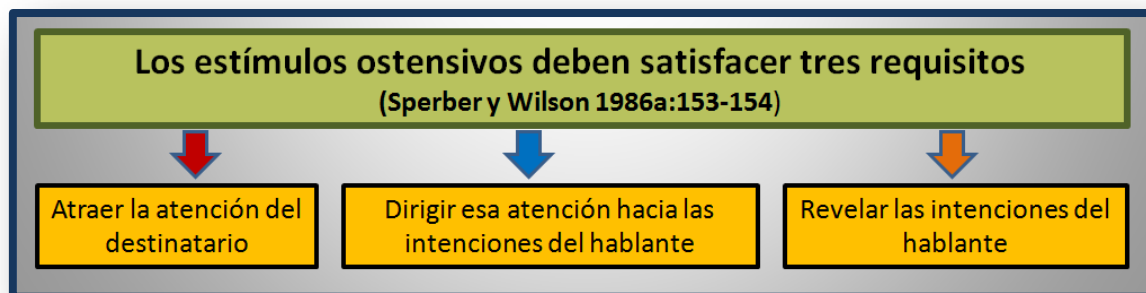 Los estímulos ostensivos deben satisfacer tres requisitos
(Sperber y Wilson 1986a:153-154)
Atraer la atención del
destinatario
Dirigir esa atención hacia las
intenciones del hablante
Revelar las intenciones del
hablante